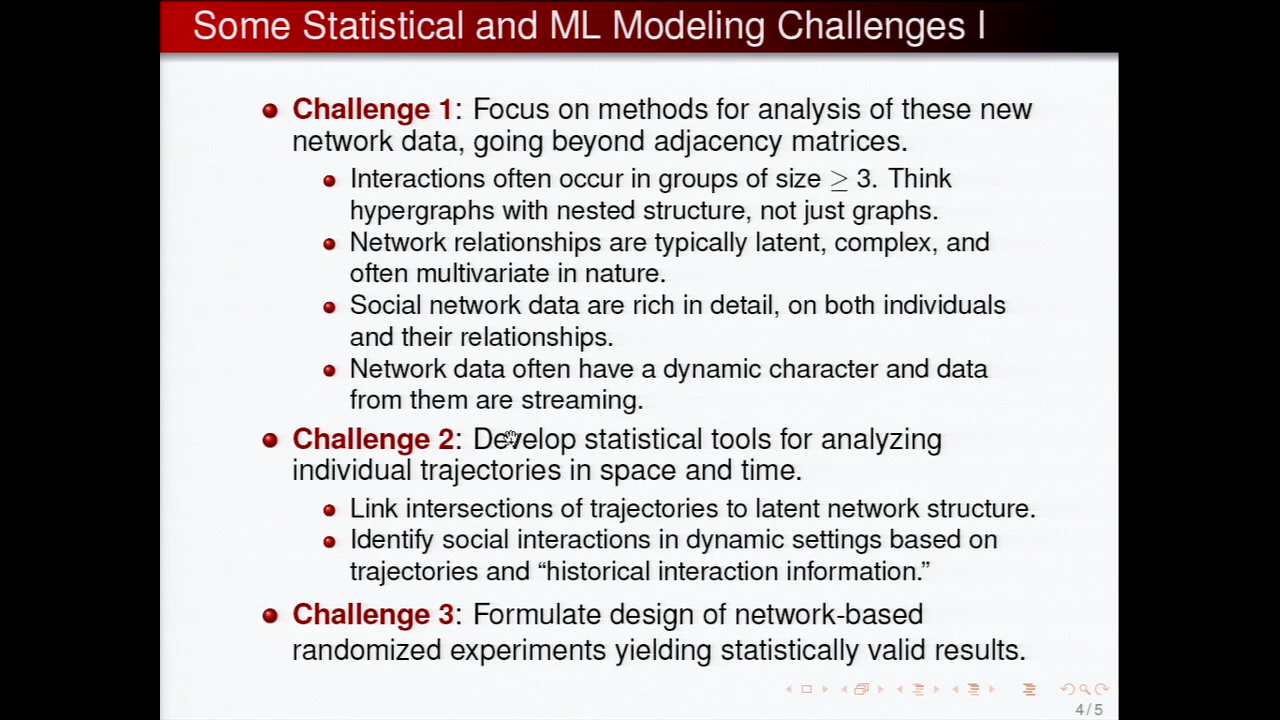 Some Statistical and ML Modeling Challenges I
Challenge 1: Focus on methods for analysis of these new
network data, going beyond adjacency matrices.
Interactions often occur in groups of size ≥ 3. Think
hypergraphs with nested structure, not just graphs.
Network relationships are typically latent, complex, and
often multivariate in nature.
Social network data are rich in detail, on both individuals
and their relationships.
Network data often have a dynamic character and data
from them are streaming.
Challenge 2: Develop statistical tools for analyzing
individual trajectories in space and time.
Link intersections of trajectories to latent network structure.
Identify social interactions in dynamic settings based on
trajectories and “historical interaction information.”
Challenge 3: Formulate design of network-based
randomized experiments yielding statistically valid results.
4/5